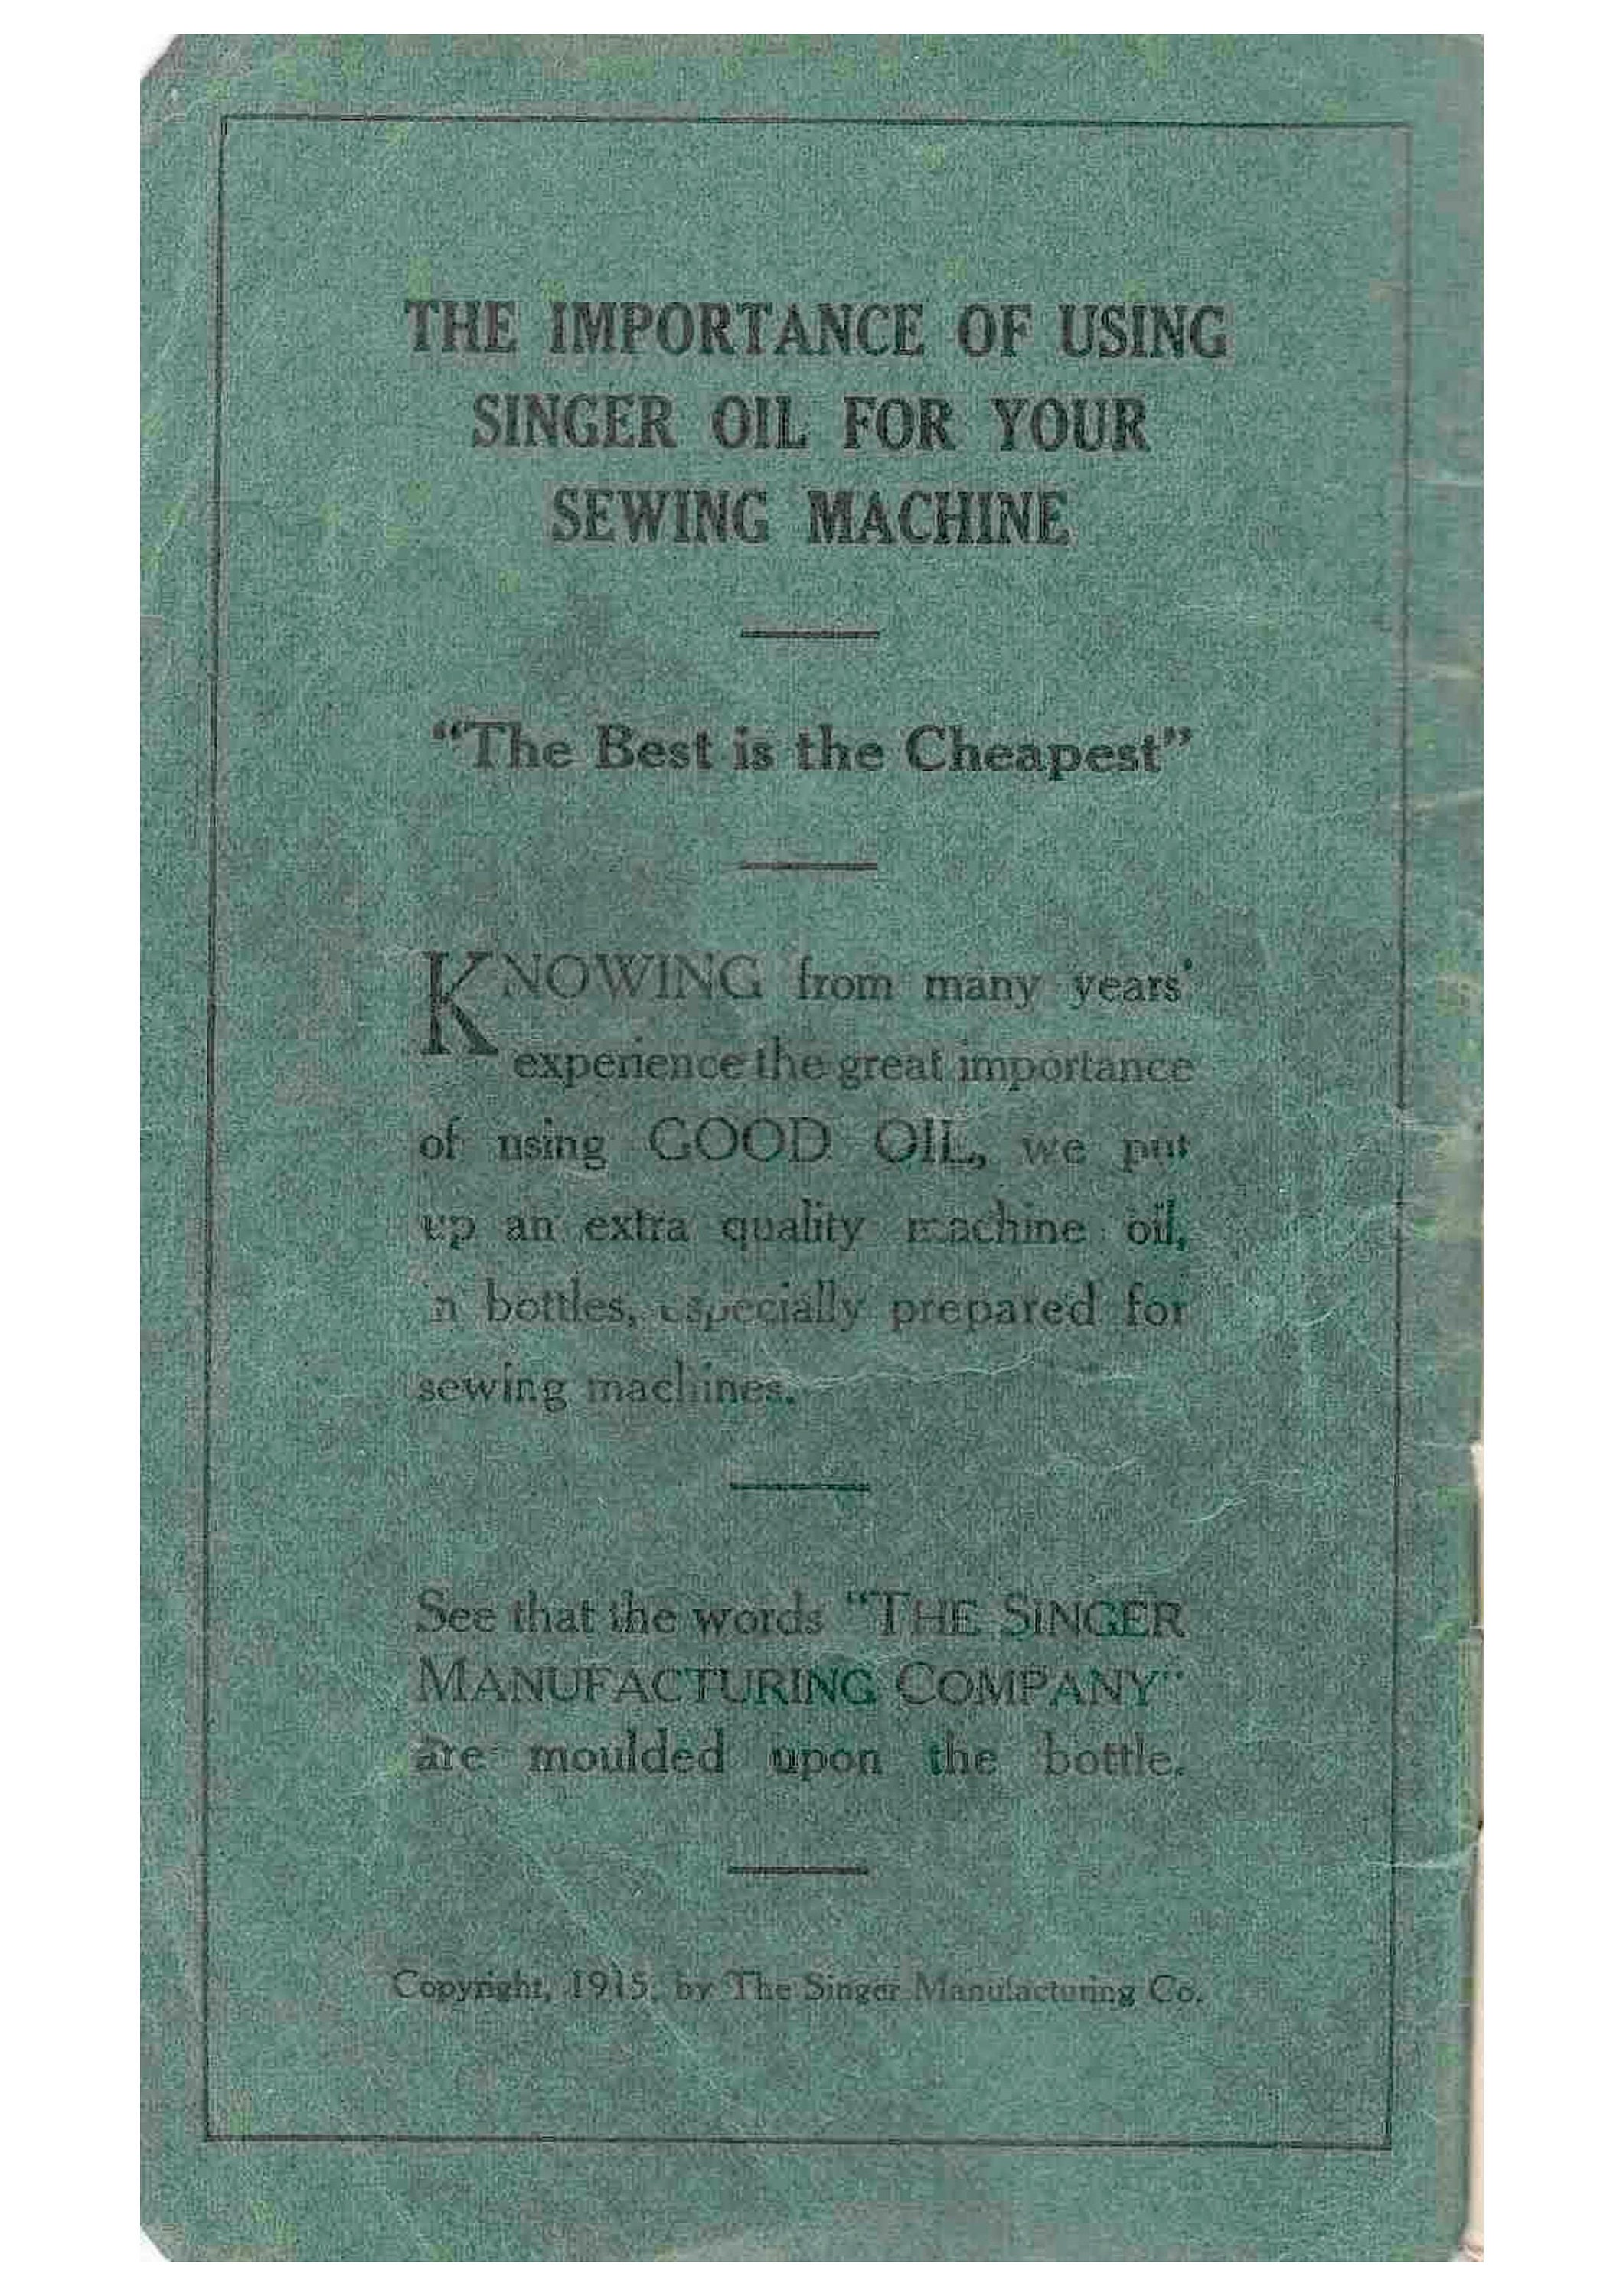 THE IMPORTANCE OF USING
SINGER OIL FOR YOUR
SEWING MACHINE
“The Best is the Cheapest”
KNOWING from many years'
experience the great importance
of using GOOD OIL, we put
up an extra quality machine oil,
in bottles, especially prepared for
sewing machines.
See that the words “THE SINGER
MANUFACTURING COMPANY”
are moulded upon the bottle.
Copyright, 1915, by The Singer Manufacturing Co.